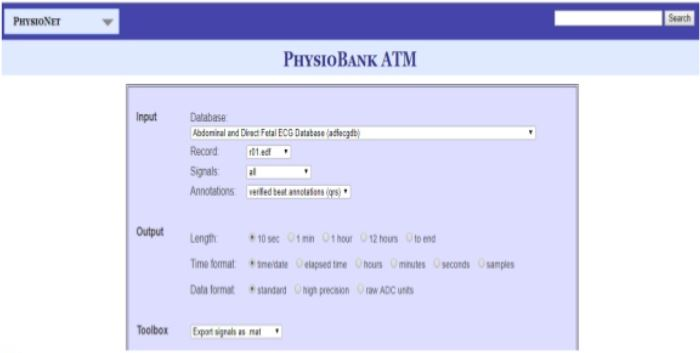 PHYSIONET
Search
PHYSIOBANK ATM
Input
Database:
Abdominal and Direct Fetal ECG Database (adfecgdb)
Record: r01.edf
Signals: all
Annotations: verified beat annotations (qrs)
Output
Length: 10 sec 1 min 1 hour 12 hours to end
Time format: time/date elapsed time hours minutes seconds samples
Data format: standard high precision raw ADC units
Toolbox Export signals as .mat